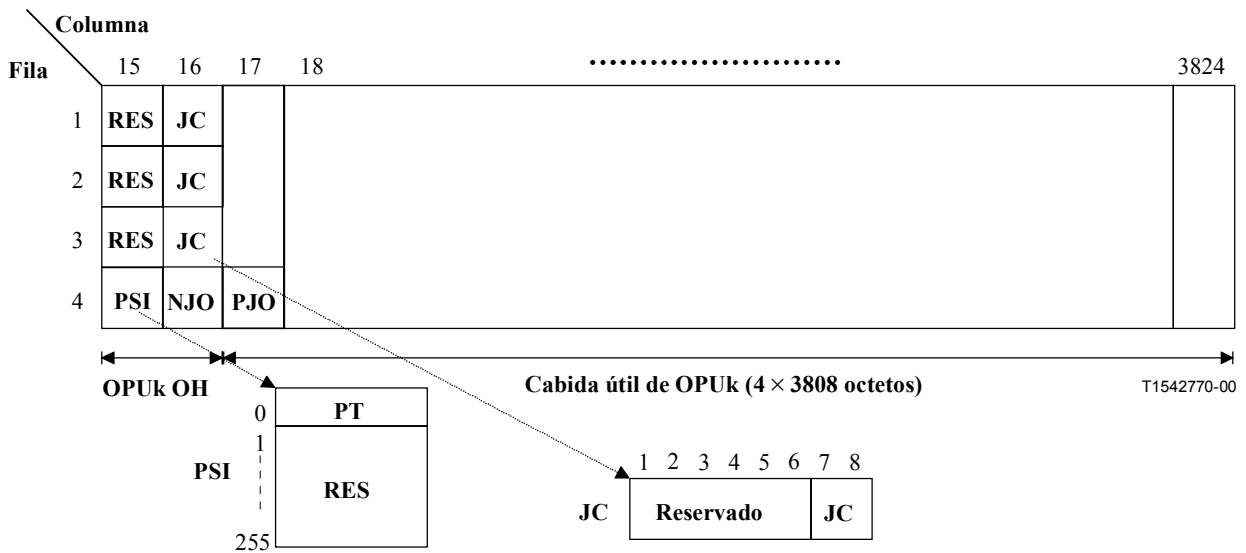 Columna
Fila 15 16 17 18 3824
1 RES JC
2 RES JC
3 RES JC
4 PSI NJO PJO
OPUk OH Cabida útil de OPUk (4 × 3808 octetos) T1542770-00
0 PT
1
PSI RES
255
1 2 3 4 5 6 7 8
JC Reservado JC